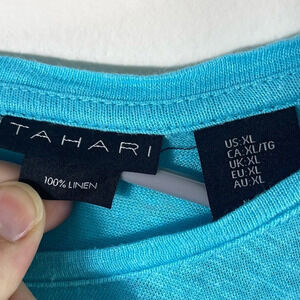 TAHARI
100% LINEN
US:XL
CA:XL/TG
UK:XL
EU:XL
AU:XL